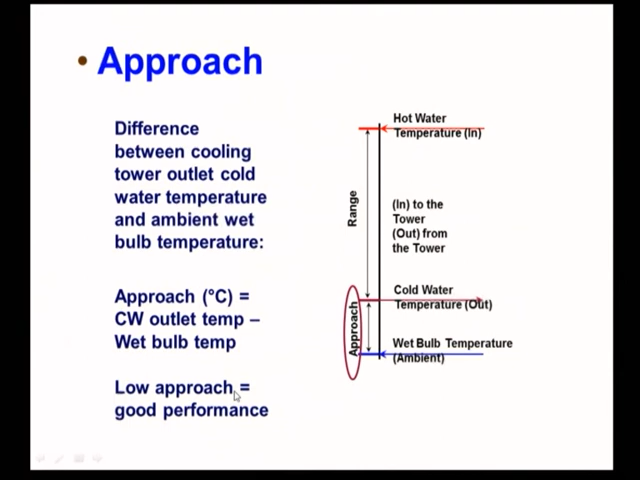 • Approach
Difference
between cooling
tower outlet cold
water temperature
and ambient wet
bulb temperature:
Approach (°C) =
CW outlet temp –
Wet bulb temp
Low approach =
good performance
Hot Water
Temperature (In)
Range
(In) to the
Tower
(Out) from
the Tower
Cold Water
Temperature (Out)
Approach
Wet Bulb Temperature
(Ambient)